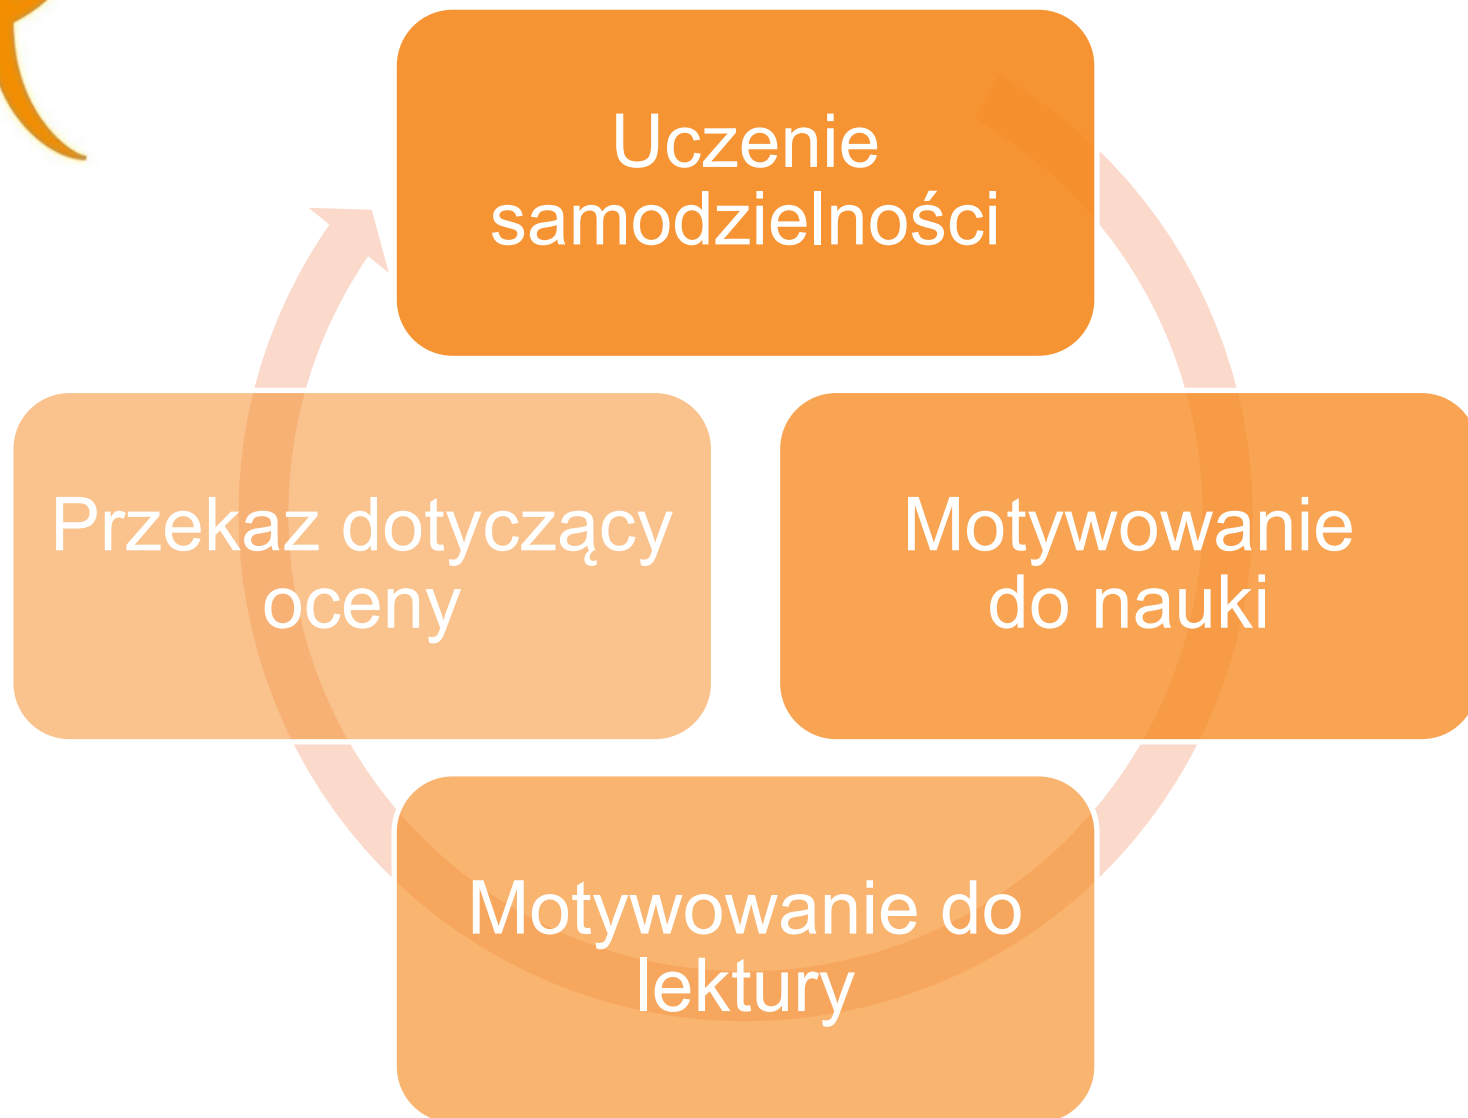 Uczenie
samodzielności
Motywowanie
do nauki
Motywowanie do
lektury
Przekaz dotyczący
oceny